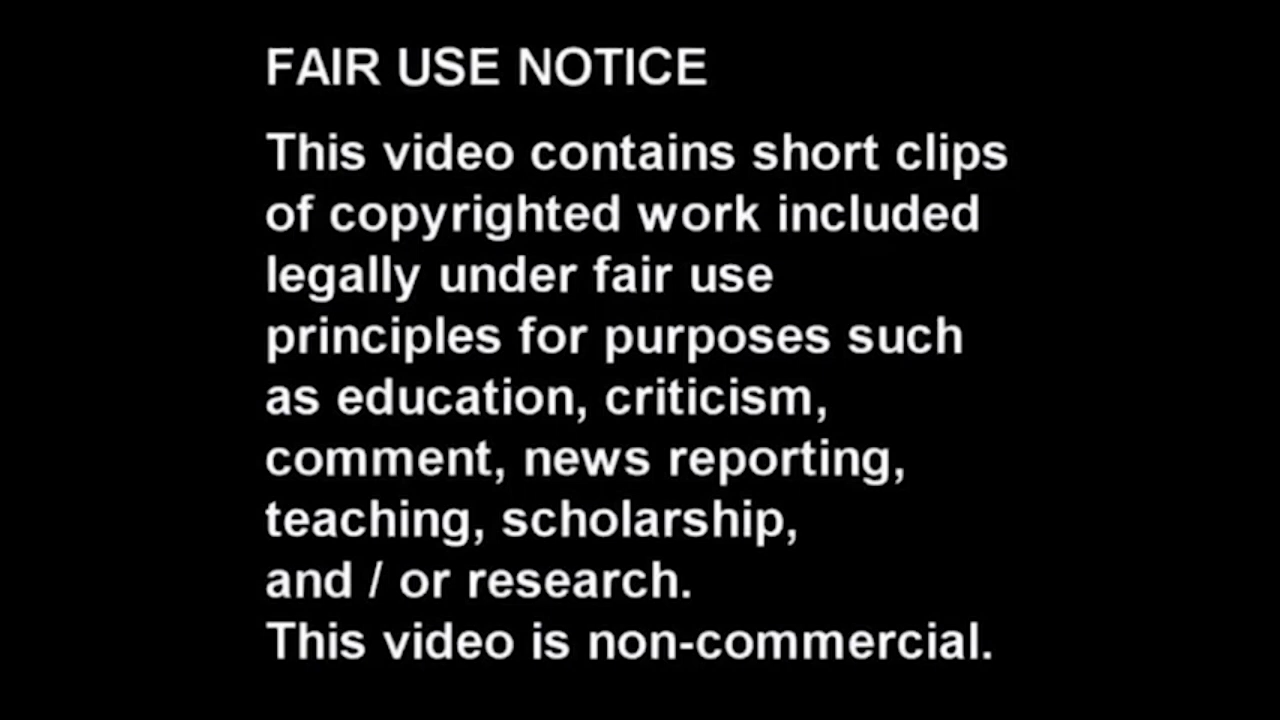 FAIR USE NOTICE
This video contains short clips
of copyrighted work included
legally under fair use
principles for purposes such
as education, criticism,
comment, news reporting,
teaching, scholarship,
and / or research.
This video is non-commercial.